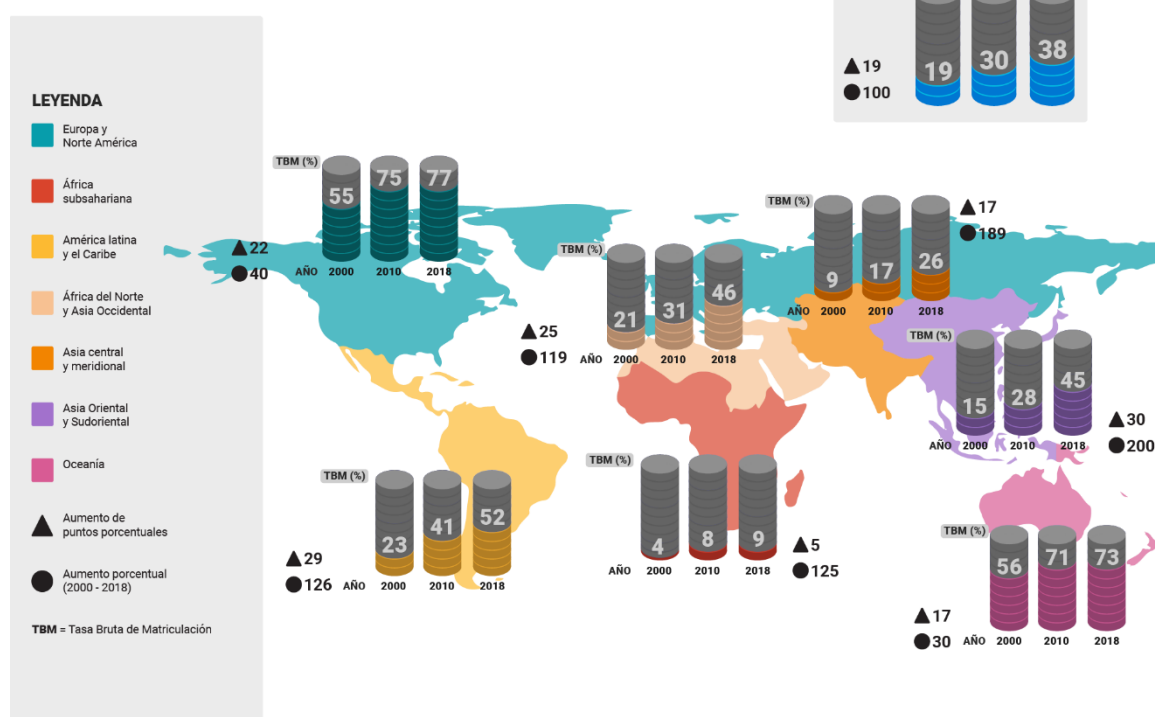 19 30 38
▲19
●100
LEYENDA
Europa y
Norte América
África
subsahariana
América latina
y el Caribe
África del Norte
y Asia Occidental
Asia central
y meridional
Asia Oriental
y Sudoriental
Oceanía
Aumento de
puntos porcentuales
Aumento porcentual
(2000 - 2018)
TBM = Tasa Bruta de Matriculación
TBM (%)
55 75 77
▲22
●40
AÑO 2000 2010 2018
TBM (%)
21 31 46
▲25
●119
AÑO 2000 2010 2018
TBM (%)
9 17 26
▲17
●189
AÑO 2000 2010 2018
TBM (%)
15 28 45
▲30
●200
AÑO 2000 2010 2018
TBM (%)
23 41 52
▲29
●126
AÑO 2000 2010 2018
TBM (%)
4 8 9
▲5
●125
AÑO 2000 2010 2018
TBM (%)
56 71 73
▲17
●30
AÑO 2000 2010 2018